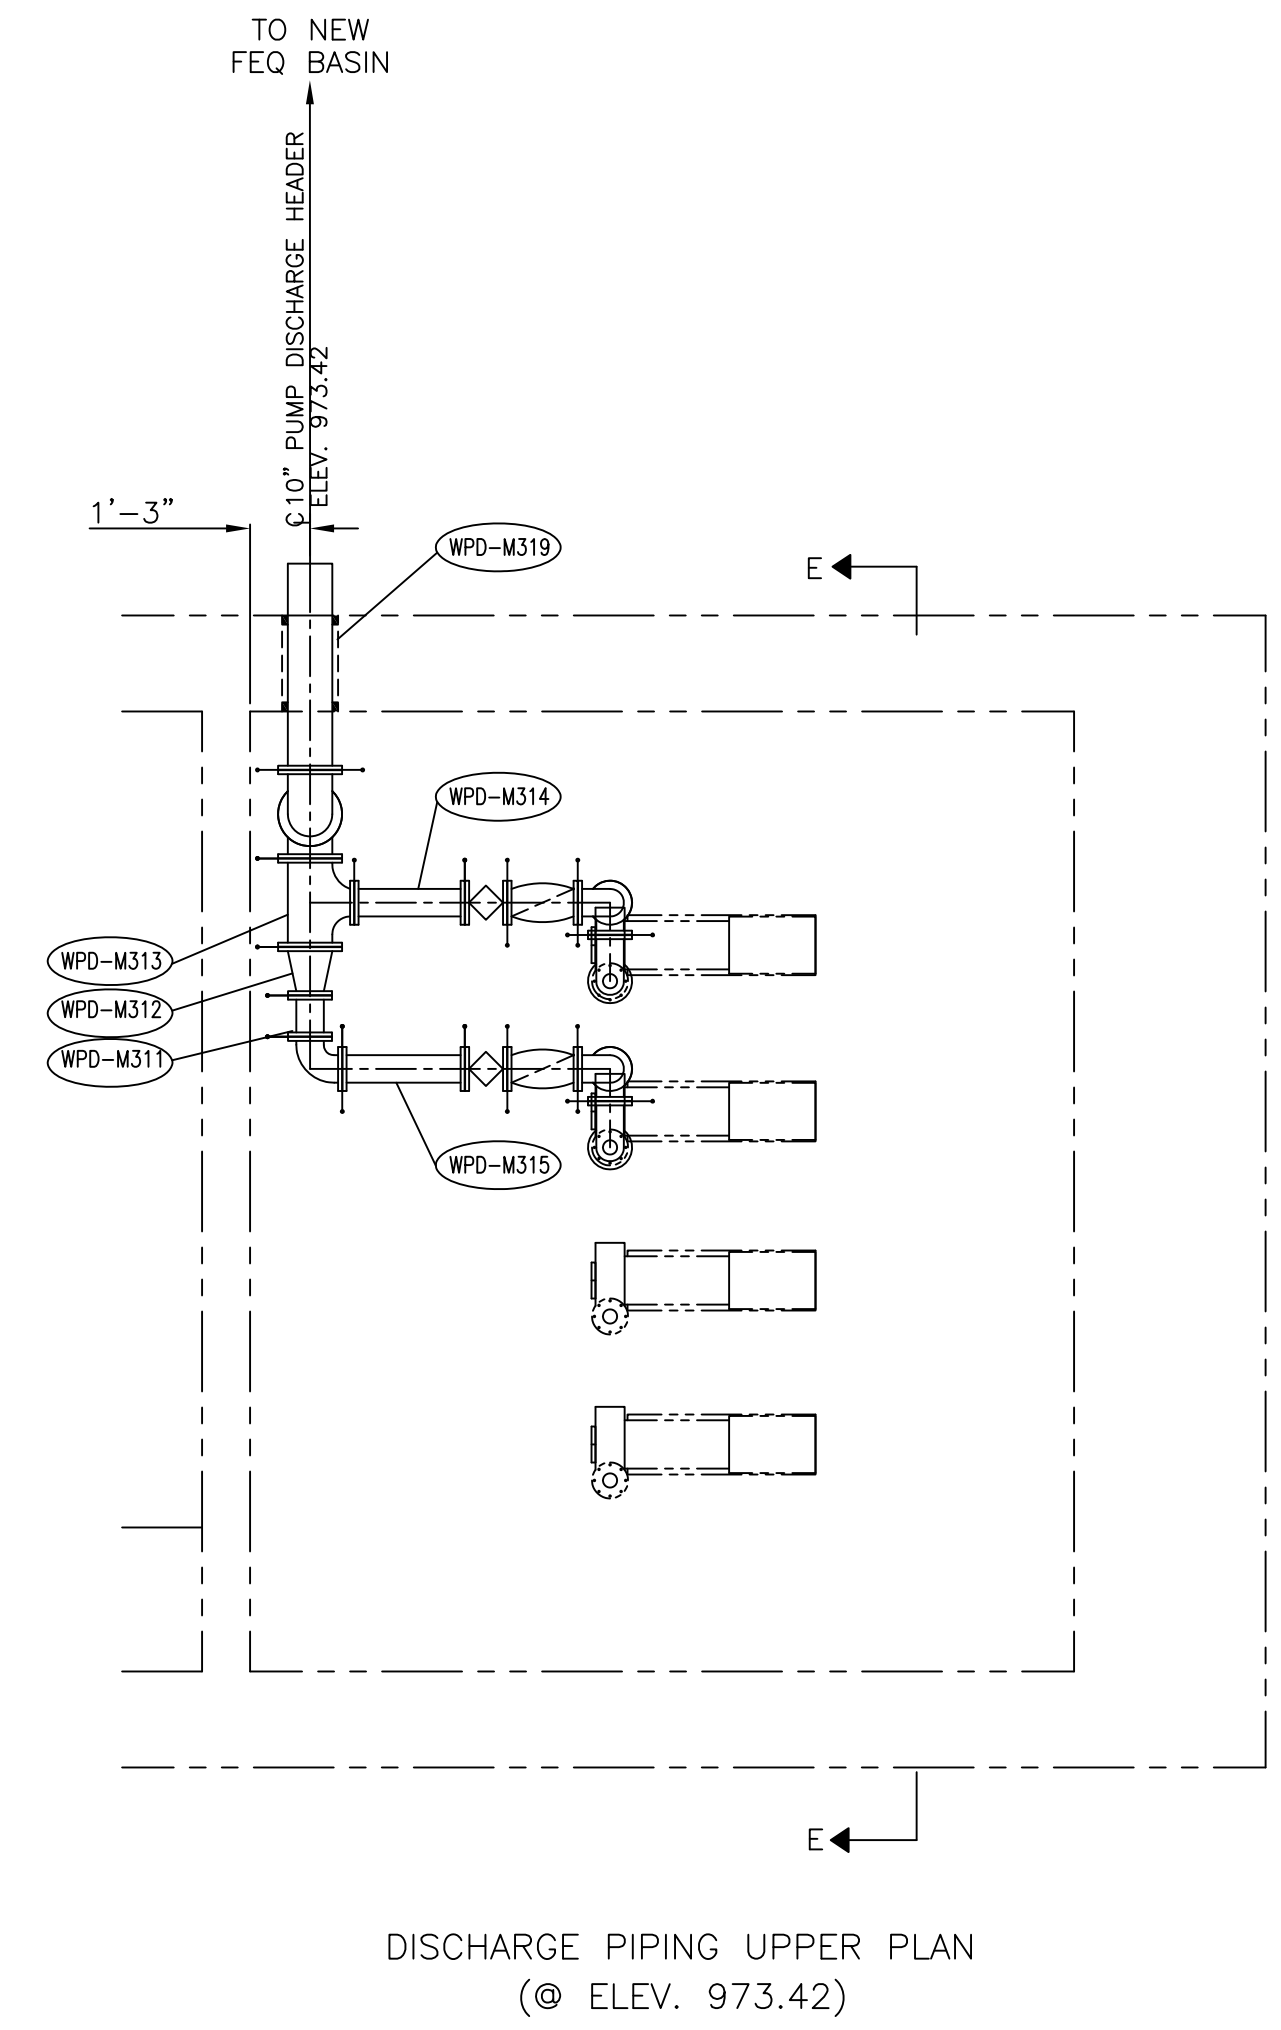 TO NEW
FEQ BASIN
℄ 10" PUMP DISCHARGE HEADER
ELEV. 973.42
1'-3"
WPD-M319
E
WPD-M314
WPD-M313
WPD-M312
WPD-M311
WPD-M315
E
DISCHARGE PIPING UPPER PLAN
(@ ELEV. 973.42)